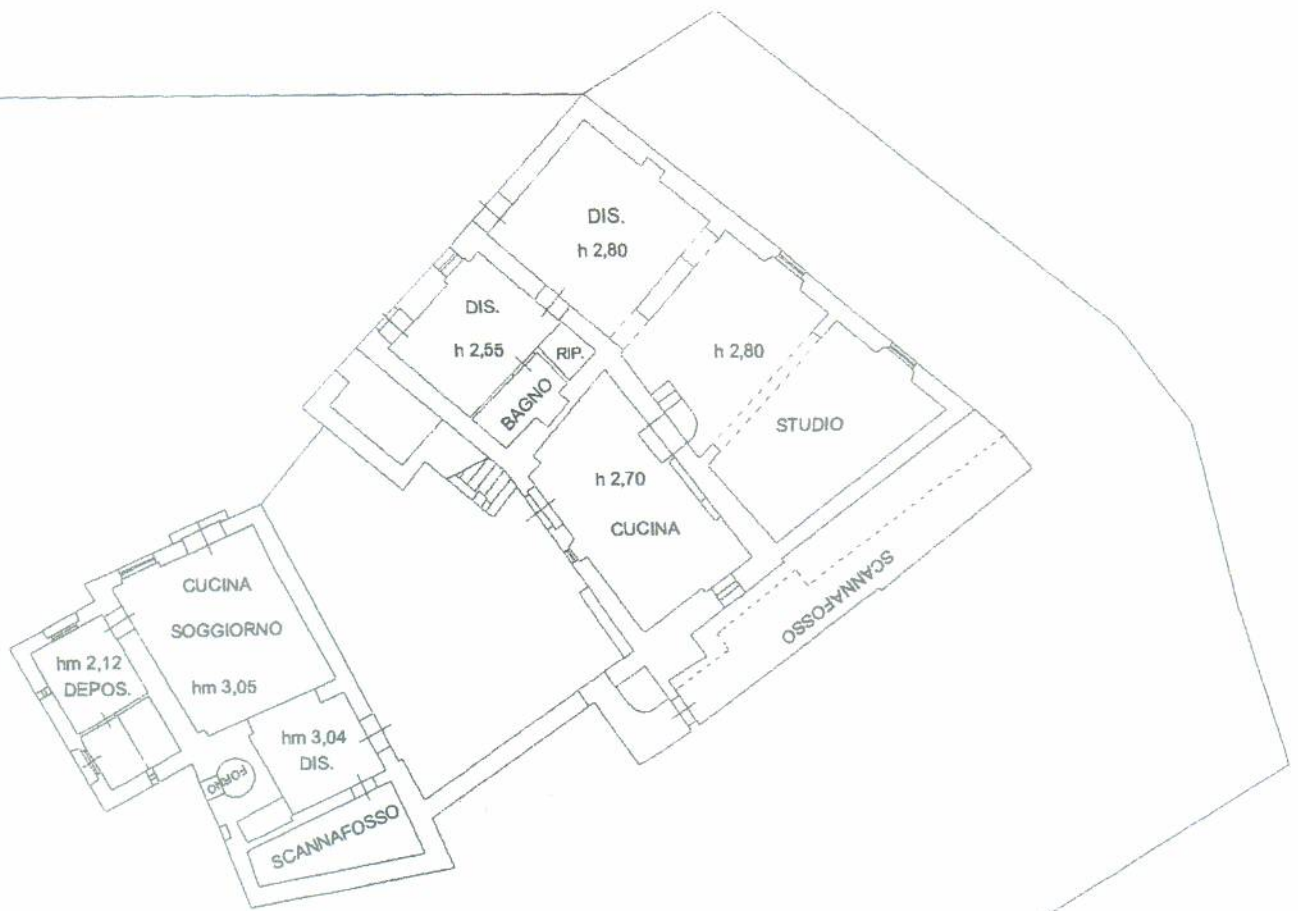 DIS.
h 2,80
DIS.
h 2,55
RIP.
BAGNO
h 2,80
STUDIO
h 2,70
CUCINA
SCANNAFOSSO
CUCINA
SOGGIORNO
hm 3,05
hm 2,12
DEPOS.
hm 3,04
DIS.
FORNO
SCANNAFOSSO